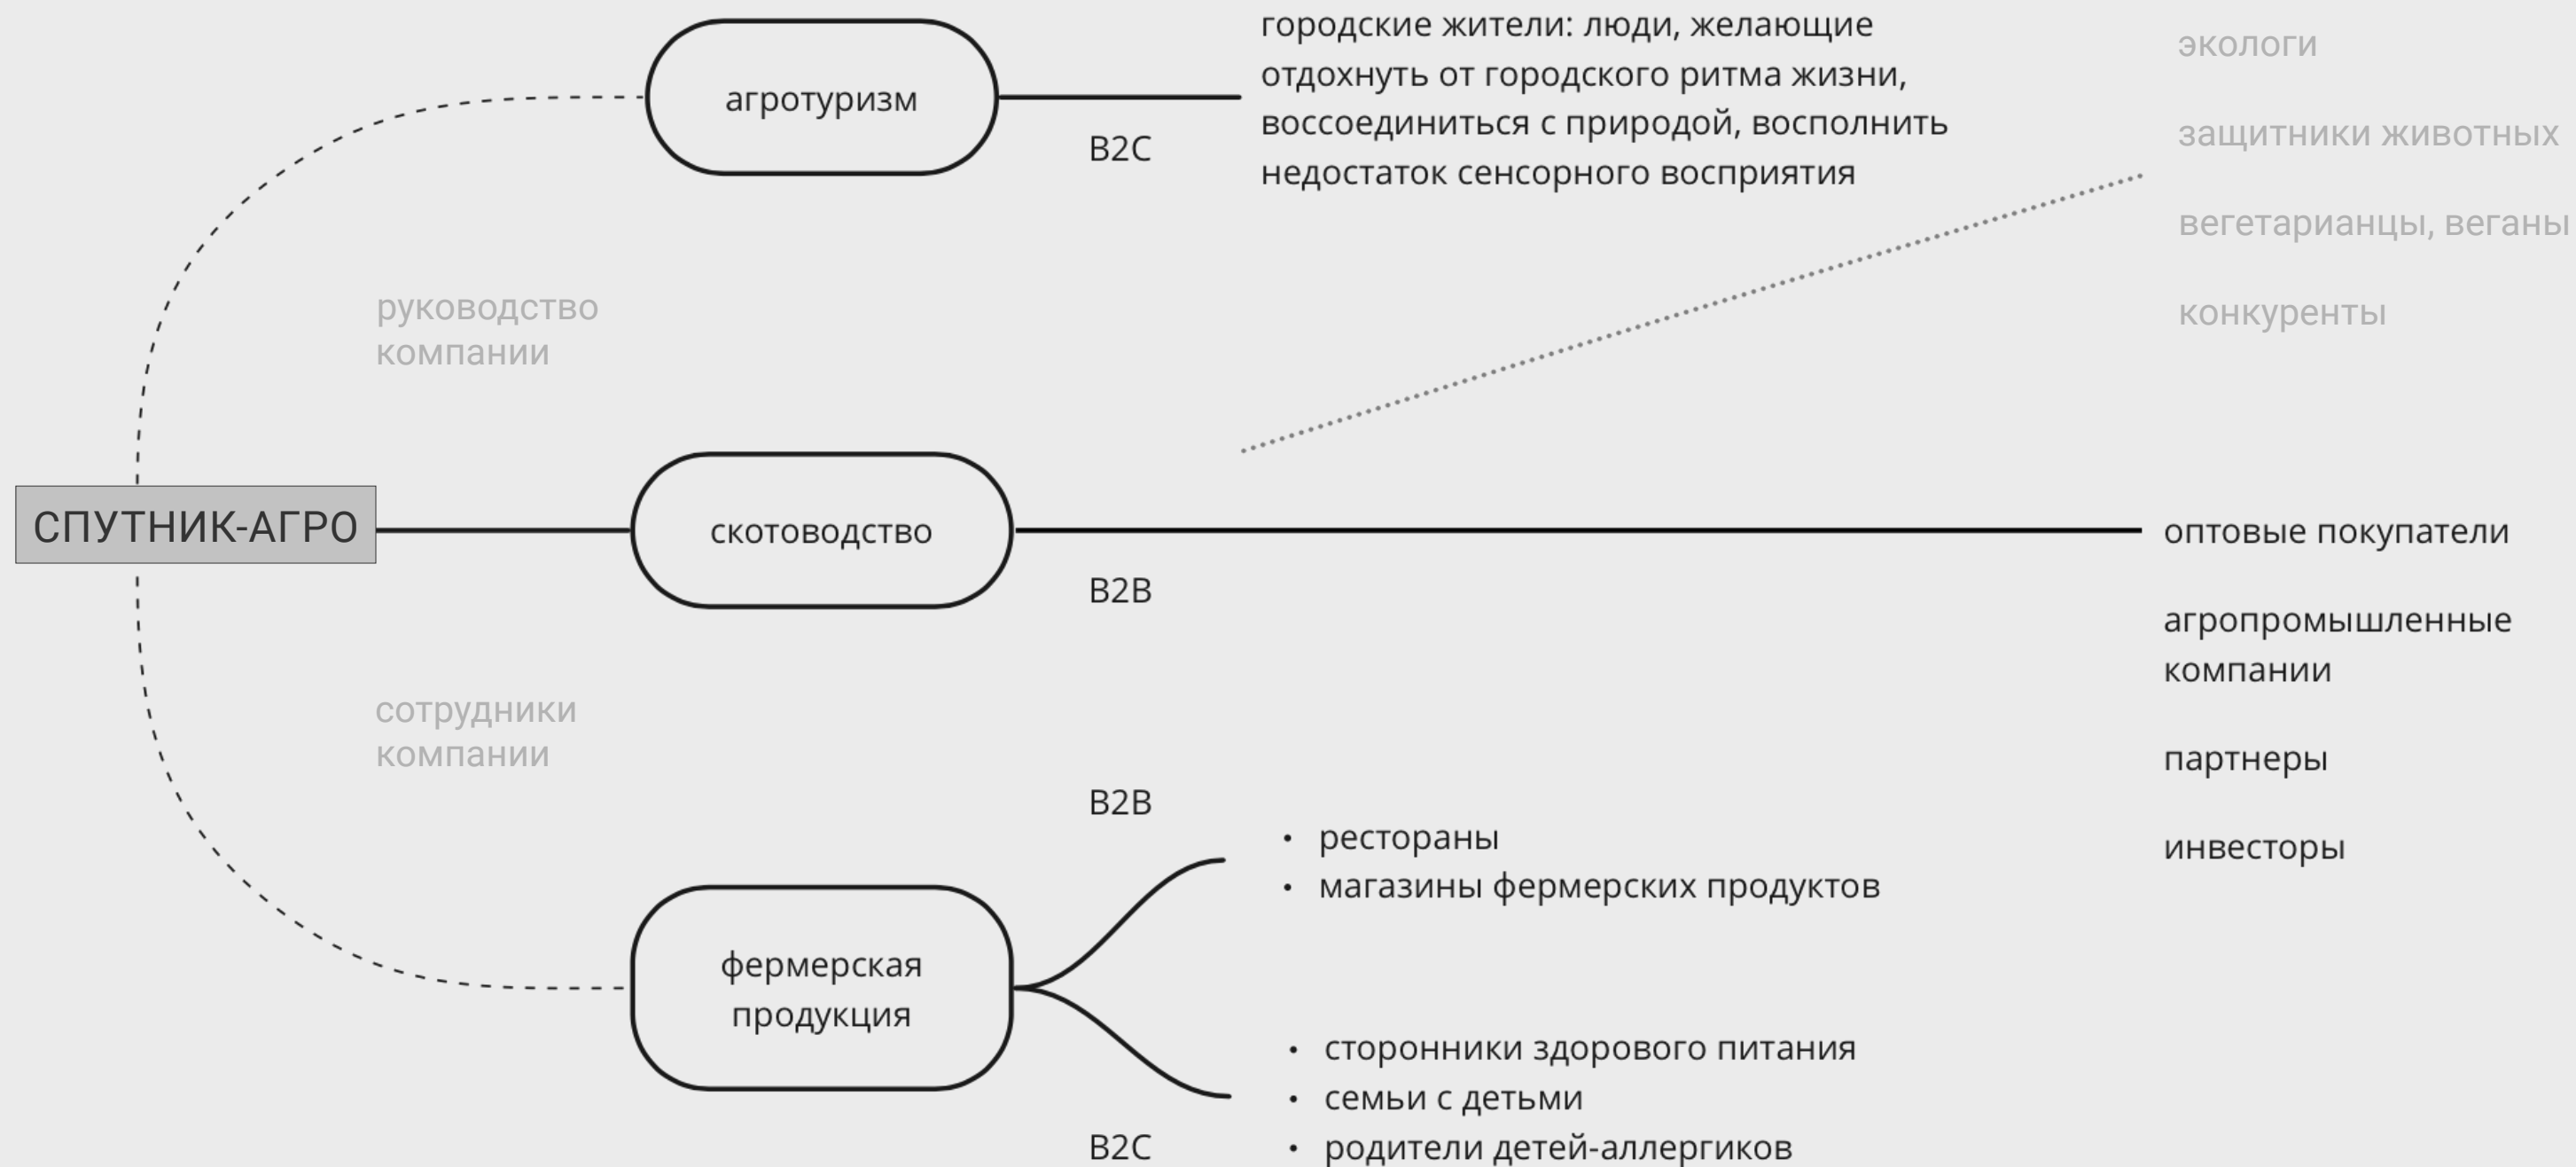 городские жители: люди, желающие
отдохнуть от городского ритма жизни,
воссоединиться с природой, восполнить
недостаток сенсорного восприятия
агротуризм
B2C
экологи
защитники животных
вегетарианцы, веганы
конкуренты
руководство
компании
СПУТНИК-АГРО
скотоводство
B2B
оптовые покупатели
агропромышленные
компании
партнеры
инвесторы
сотрудники
компании
B2B
• рестораны
• магазины фермерских продуктов
фермерская
продукция
• сторонники здорового питания
• семьи с детьми
• родители детей-аллергиков
B2C